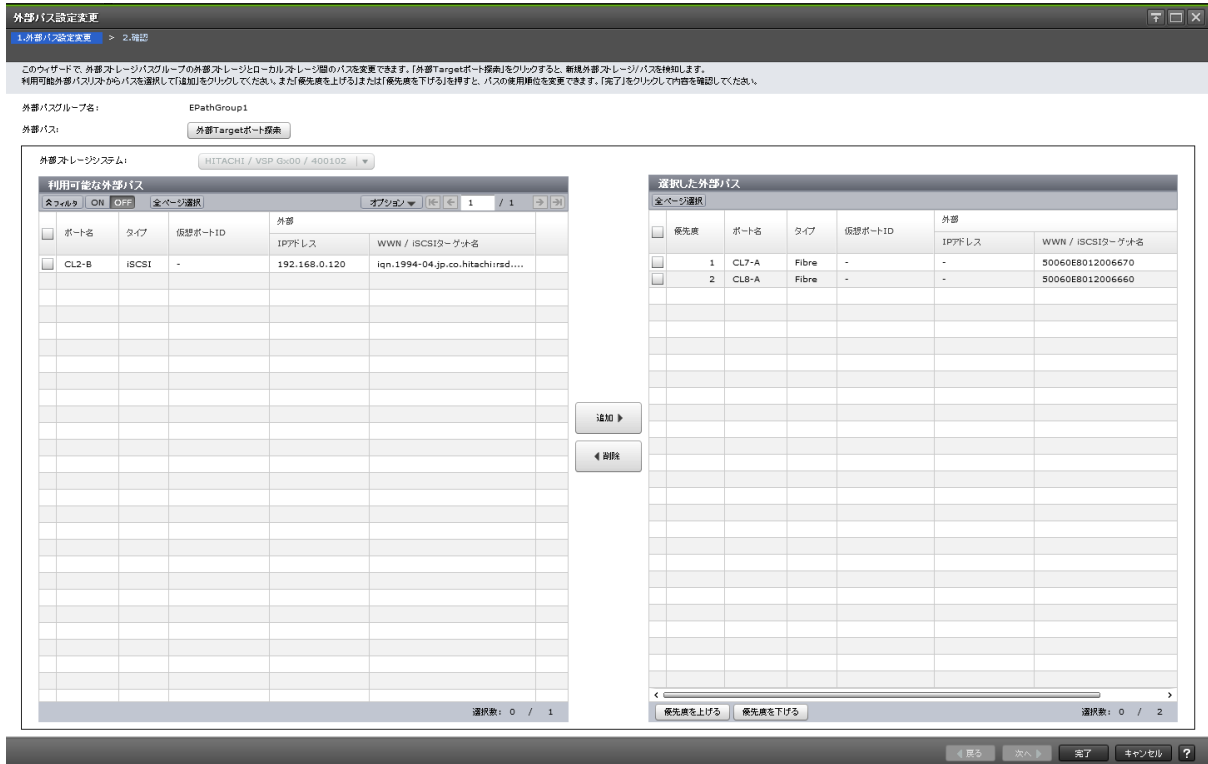 外部パス設定変更
1.外部パス設定変更 > 2.確認
このウィザードで、外部ストレージパスグループの外部ストレージとローカルストレージ間のパスを変更できます。「外部Targetポート探索」をクリックすると、新規外部ストレージ/パスを検知します。
利用可能外部パスリストからパスを選択して「追加」をクリックしてください。また「優先度を上げる」または「優先度を下げる」を押すと、パスの使用順位を変更できます。「完了」をクリックして内容を確認してください。
外部パスグループ名: EPathGroup1
外部パス: 外部Targetポート探索
外部ストレージシステム: HITACHI / VSP Gx00 / 400102
利用可能な外部パス
フィルタ ON OFF 全ページ選択 オプション 1 / 1
ポート名 タイプ 仮想ポートID 外部
IPアドレス WWN / iSCSIターゲット名
CL2-B iSCSI - 192.168.0.120 iqn.1994-04.jp.co.hitachi:rsd....
追加
削除
選択数: 0 / 1
選択した外部パス
全ページ選択
優先度 ポート名 タイプ 仮想ポートID 外部
IPアドレス WWN / iSCSIターゲット名
1 CL7-A Fibre - - 50060E8012006670
2 CL8-A Fibre - - 50060E8012006660
優先度を上げる 優先度を下げる 選択数: 0 / 2
戻る 次へ 完了 キャンセル ?